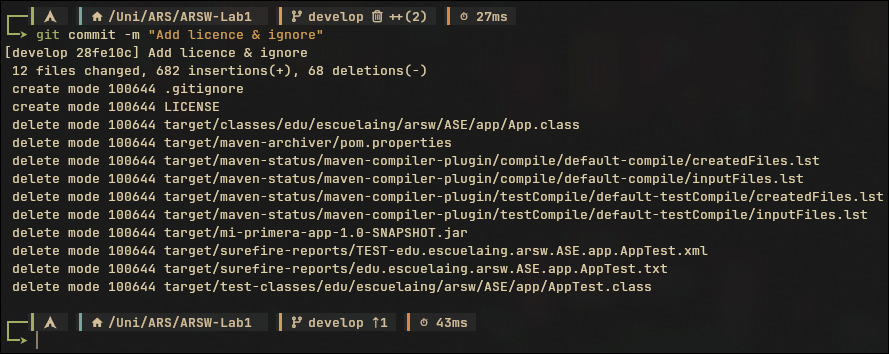 /Uni/ARS/ARSW-Lab1 develop ++(2) 27ms
git commit -m "Add licence & ignore"
[develop 28fe10c] Add licence & ignore
12 files changed, 682 insertions(+), 68 deletions(-)
create mode 100644 .gitignore
create mode 100644 LICENSE
delete mode 100644 target/classes/edu/escuelaing/arsw/ASE/app/App.class
delete mode 100644 target/maven-archiver/pom.properties
delete mode 100644 target/maven-status/maven-compiler-plugin/compile/default-compile/createdFiles.lst
delete mode 100644 target/maven-status/maven-compiler-plugin/compile/default-compile/inputFiles.lst
delete mode 100644 target/maven-status/maven-compiler-plugin/testCompile/default-testCompile/createdFiles.lst
delete mode 100644 target/maven-status/maven-compiler-plugin/testCompile/default-testCompile/inputFiles.lst
delete mode 100644 target/mi-primera-app-1.0-SNAPSHOT.jar
delete mode 100644 target/surefire-reports/TEST-edu.escuelaing.arsw.ASE.app.AppTest.xml
delete mode 100644 target/surefire-reports/edu.escuelaing.arsw.ASE.app.AppTest.txt
delete mode 100644 target/test-classes/edu/escuelaing/arsw/ASE/app/AppTest.class
/Uni/ARS/ARSW-Lab1 develop ↑1 43ms